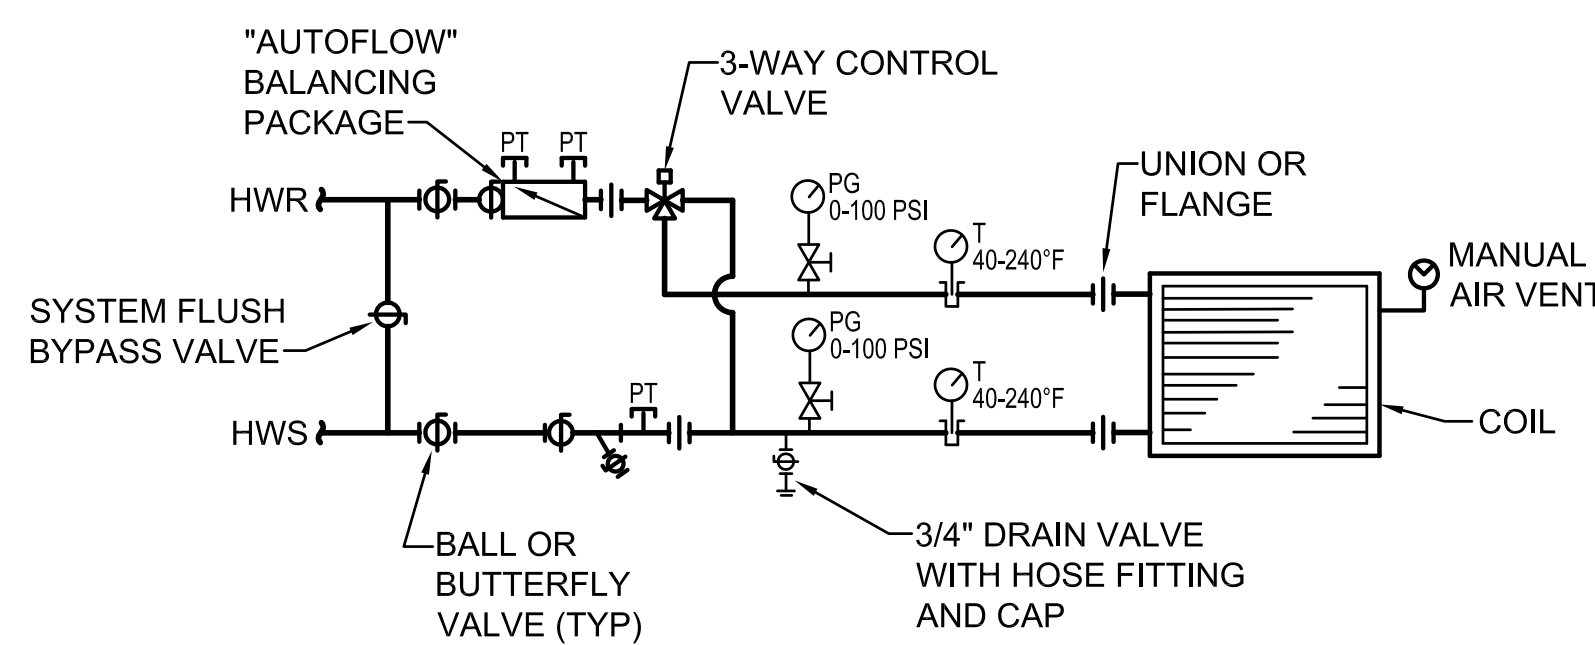 "AUTOFLOW"
BALANCING
PACKAGE
3-WAY CONTROL
VALVE
PT
PT
UNION OR
FLANGE
HWR
PG
0-100 PSI
T
40-240°F
MANUAL
AIR VENT
SYSTEM FLUSH
BYPASS VALVE
PG
0-100 PSI
T
40-240°F
PT
HWS
COIL
BALL OR
BUTTERFLY
VALVE (TYP)
3/4" DRAIN VALVE
WITH HOSE FITTING
AND CAP